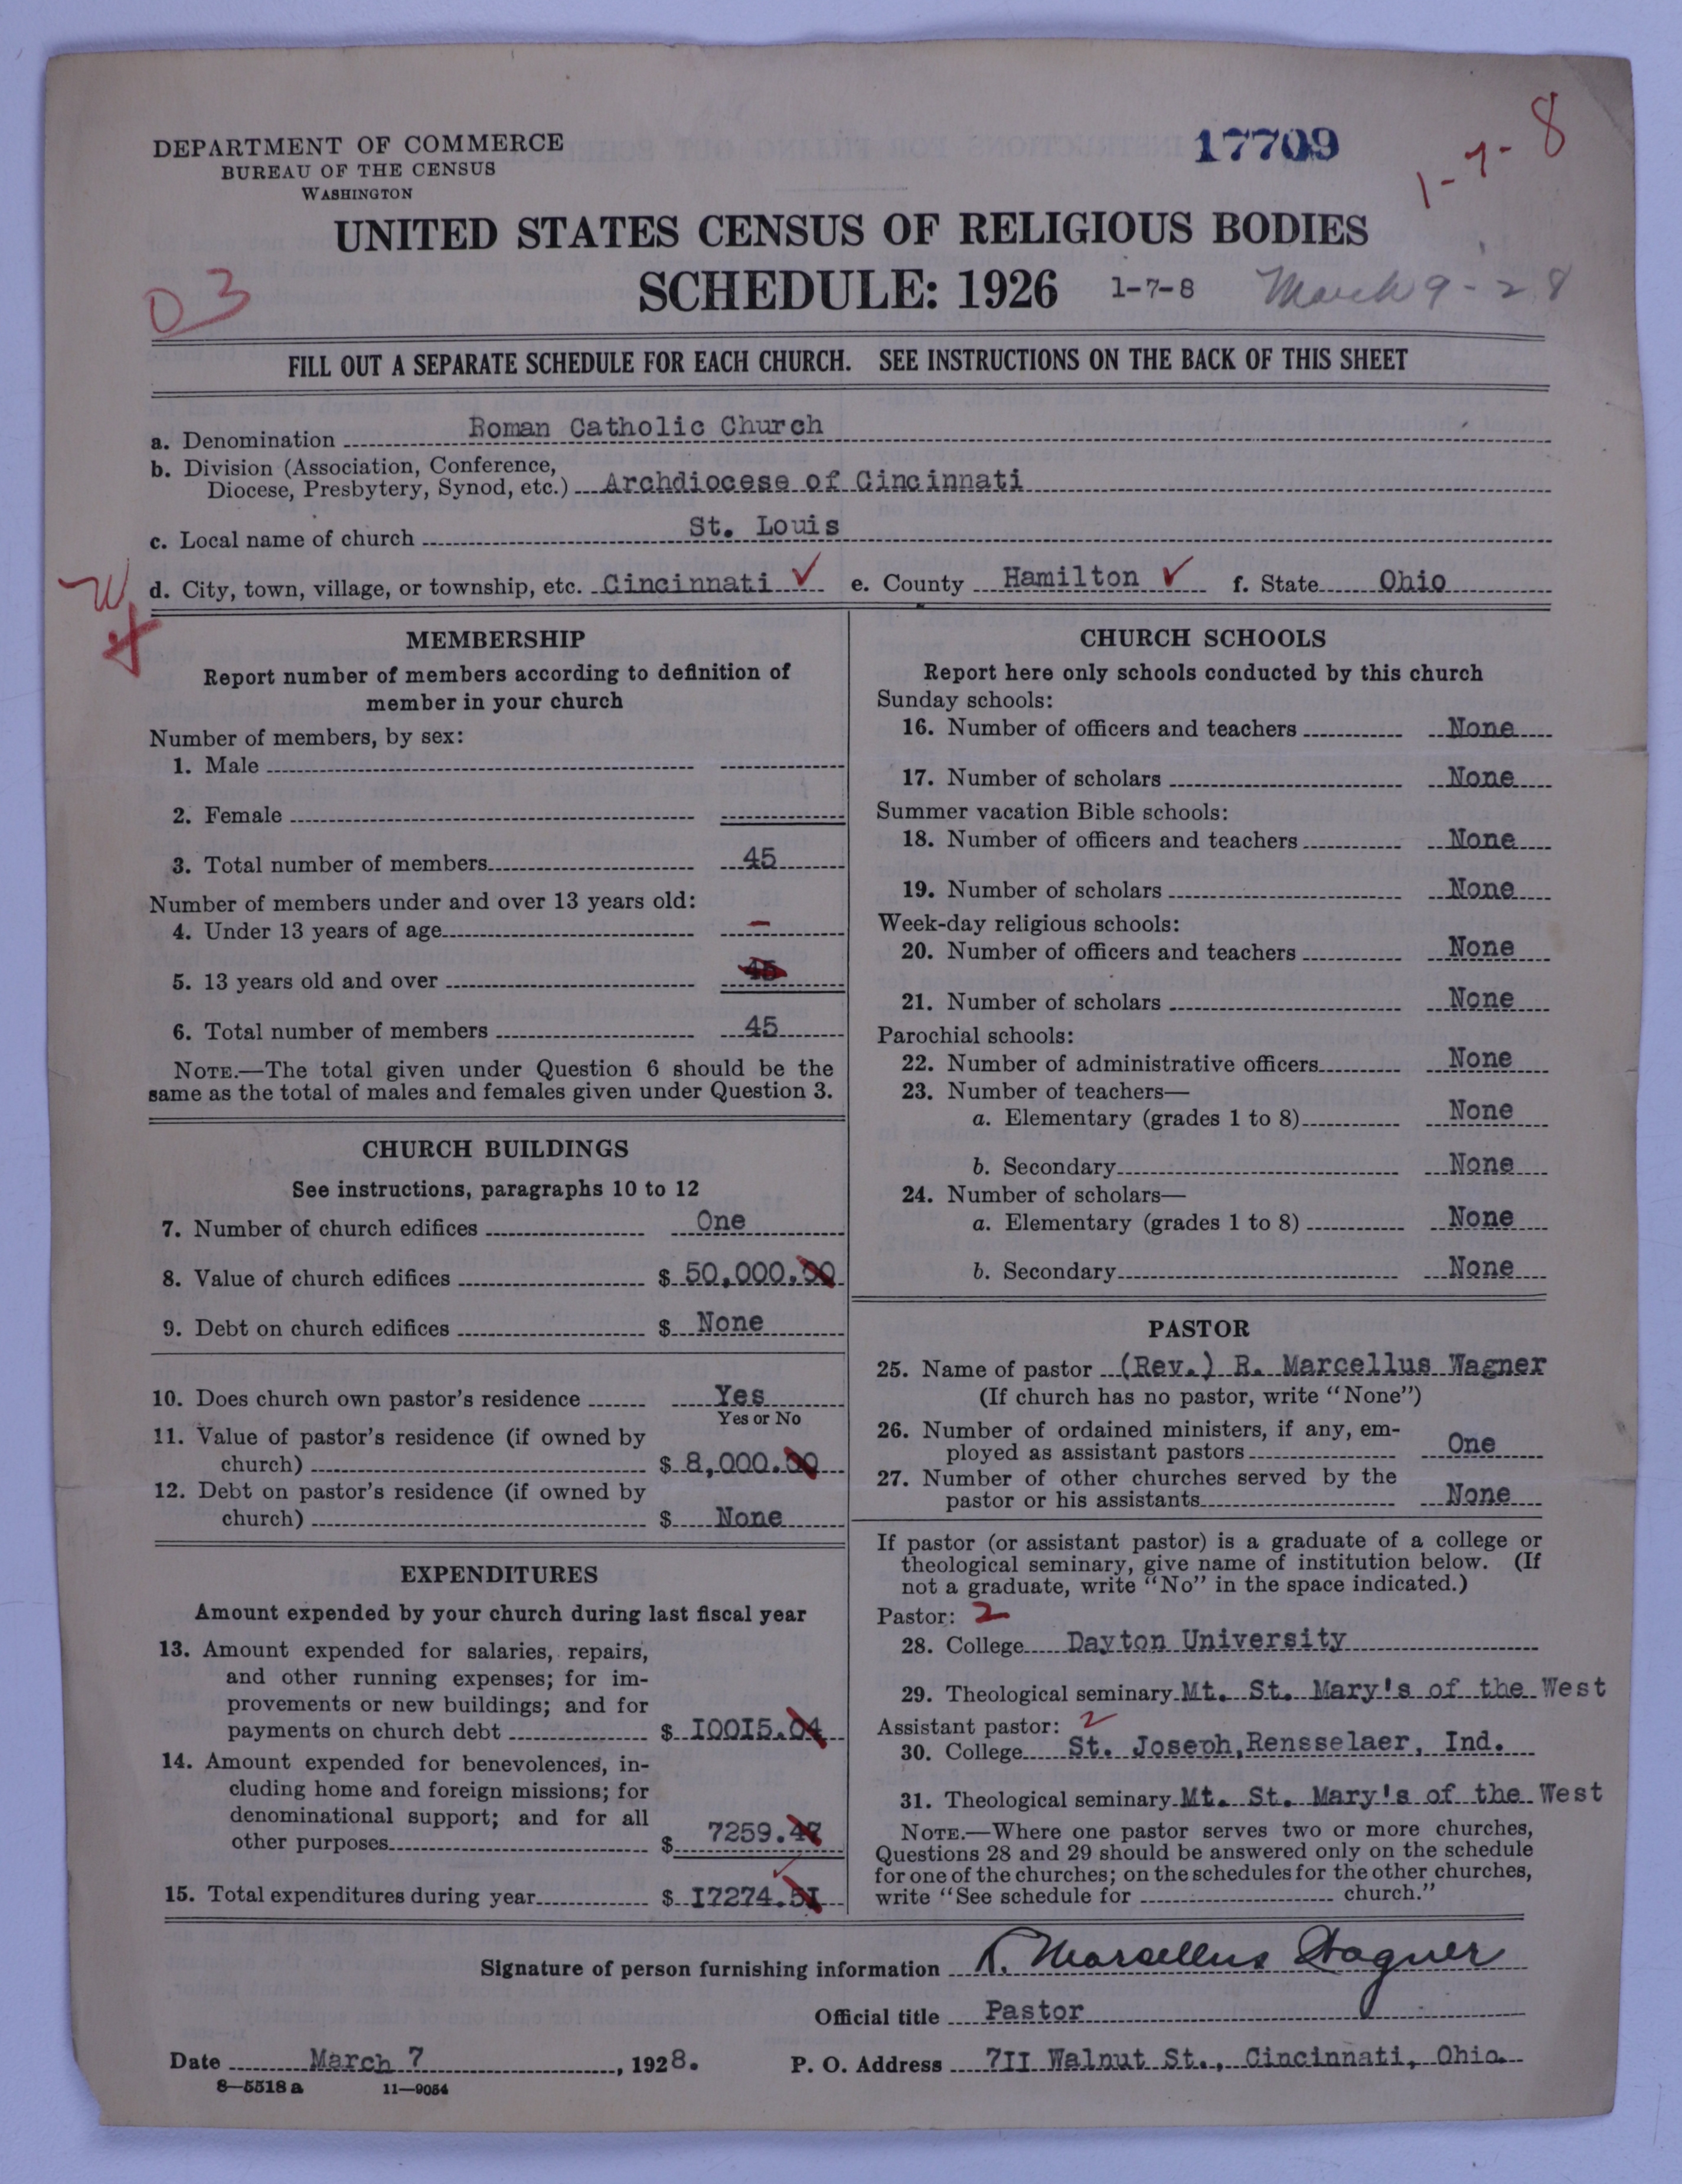 DEPARTMENT OF COMMERCE
BUREAU OF THE CENSUS
WASHINGTON
17709
1-7-8
UNITED STATES CENSUS OF RELIGIOUS BODIES
SCHEDULE: 1926 1-7-8 March 9-28
03
FILL OUT A SEPARATE SCHEDULE FOR EACH CHURCH. SEE INSTRUCTIONS ON THE BACK OF THIS SHEET
a. Denomination Roman Catholic Church
b. Division (Association, Conference,
Diocese, Presbytery, Synod, etc.) Archdiocese of Cincinnati
c. Local name of church St. Louis
d. City, town, village, or township, etc. Cincinnati ✓ e. County Hamilton ✓ f. State Ohio
MEMBERSHIP
Report number of members according to definition of
member in your church
Number of members, by sex:
1. Male
2. Female
3. Total number of members 45
Number of members under and over 13 years old:
4. Under 13 years of age –
5. 13 years old and over 45
6. Total number of members 45
NOTE.—The total given under Question 6 should be the
same as the total of males and females given under Question 3.
CHURCH BUILDINGS
See instructions, paragraphs 10 to 12
7. Number of church edifices One
8. Value of church edifices $ 50,000.00
9. Debt on church edifices $ None
10. Does church own pastor's residence Yes
Yes or No
11. Value of pastor's residence (if owned by
church) $ 8,000.00
12. Debt on pastor's residence (if owned by
church) $ None
EXPENDITURES
Amount expended by your church during last fiscal year
13. Amount expended for salaries, repairs,
and other running expenses; for im-
provements or new buildings; and for
payments on church debt $ I00I5.04
14. Amount expended for benevolences, in-
cluding home and foreign missions; for
denominational support; and for all
other purposes $ 7259.47
15. Total expenditures during year $ I7274.5I
CHURCH SCHOOLS
Report here only schools conducted by this church
Sunday schools:
16. Number of officers and teachers None
17. Number of scholars None
Summer vacation Bible schools:
18. Number of officers and teachers None
19. Number of scholars None
Week-day religious schools:
20. Number of officers and teachers None
21. Number of scholars None
Parochial schools:
22. Number of administrative officers None
23. Number of teachers—
a. Elementary (grades 1 to 8) None
b. Secondary None
24. Number of scholars—
a. Elementary (grades 1 to 8) None
b. Secondary None
PASTOR
25. Name of pastor (Rev.) R. Marcellus Wagner
(If church has no pastor, write "None")
26. Number of ordained ministers, if any, em-
ployed as assistant pastors One
27. Number of other churches served by the
pastor or his assistants None
If pastor (or assistant pastor) is a graduate of a college or
theological seminary, give name of institution below. (If
not a graduate, write "No" in the space indicated.)
Pastor: 2
28. College Dayton University
29. Theological seminary Mt. St. Mary's of the West
Assistant pastor: 2
30. College St. Joseph,Rensselaer, Ind.
31. Theological seminary Mt. St. Mary's of the West
NOTE.—Where one pastor serves two or more churches,
Questions 28 and 29 should be answered only on the schedule
for one of the churches; on the schedules for the other churches,
write "See schedule for church."
Signature of person furnishing information R. Marcellus Wagner
Official title Pastor
Date March 7, 1928. P. O. Address 7II Walnut St., Cincinnati, Ohio.
8—5518 a 11—9054